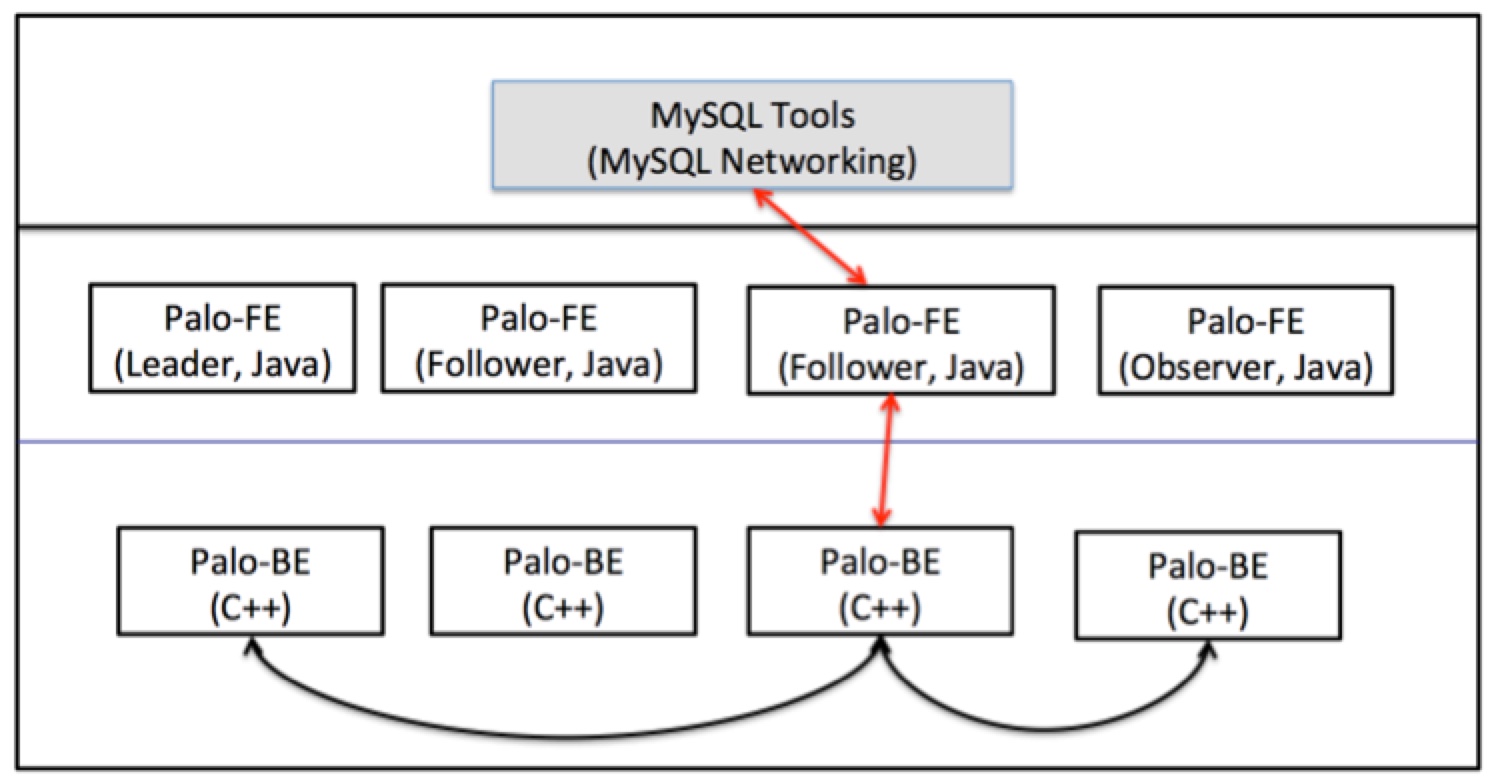 MySQL Tools
(MySQL Networking)
Palo-FE
(Leader, Java)
Palo-FE
(Follower, Java)
Palo-FE
(Follower, Java)
Palo-FE
(Observer, Java)
Palo-BE
(C++)
Palo-BE
(C++)
Palo-BE
(C++)
Palo-BE
(C++)